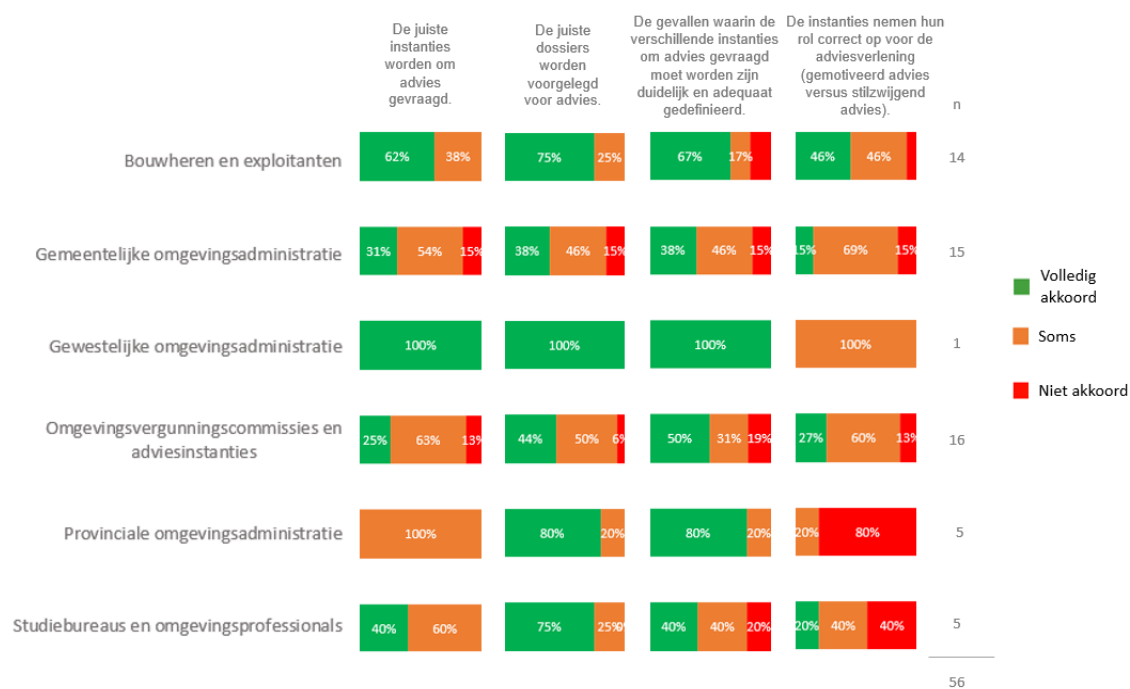 De juiste
instanties
worden om
advies
gevraagd.
De juiste
dossiers
worden
voorgelegd
voor advies.
De gevallen waarin de
verschillende instanties
om advies gevraagd
moet worden zijn
duidelijk en adequaat
gedefinieerd.
De instanties nemen hun
rol correct op voor de
adviesverlening
(gemotiveerd advies
versus stilzwijgend
advies).
n
Bouwheren en exploitanten
62% 38% 75% 25% 67% 17% 46% 46% 14
Gemeentelijke omgevingsadministratie
31% 54% 15% 38% 46% 15% 38% 46% 15% 15% 69% 15% 15
Gewestelijke omgevingsadministratie
100% 100% 100% 100% 1
Omgevingsvergunningscommissies en
adviesinstanties
25% 63% 13% 44% 50% 6% 50% 31% 19% 27% 60% 13% 16
Provinciale omgevingsadministratie
100% 80% 20% 80% 20% 20% 80% 5
Studiebureaus en omgevingsprofessionals
40% 60% 75% 25% 0% 40% 40% 20% 20% 40% 40% 5
56
Volledig
akkoord
Soms
Niet akkoord